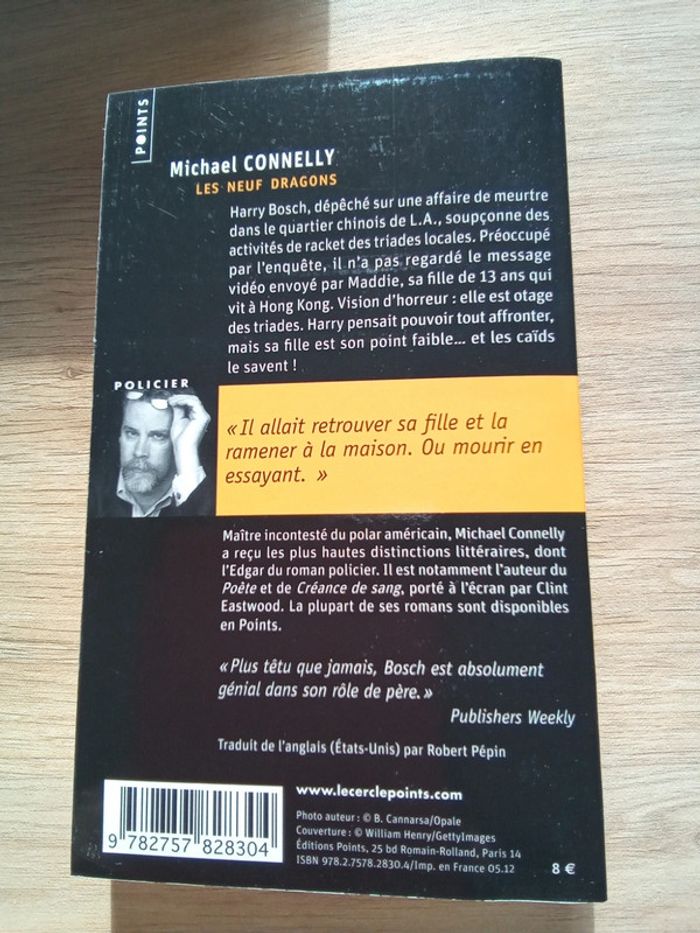 POINTS
Michael CONNELLY
LES NEUF DRAGONS
Harry Bosch, dépêché sur une affaire de meurtre
dans le quartier chinois de L.A., soupçonne des
activités de racket des triades locales. Préoccupé
par l'enquête, il n'a pas regardé le message
vidéo envoyé par Maddie, sa fille de 13 ans qui
vit à Hong Kong. Vision d'horreur : elle est otage
des triades. Harry pensait pouvoir tout affronter,
mais sa fille est son point faible... et les caïds
le savent !
POLICIER
« Il allait retrouver sa fille et la
ramener à la maison. Ou mourir en
essayant. »
Maître incontesté du polar américain, Michael Connelly
a reçu les plus hautes distinctions littéraires, dont
l'Edgar du roman policier. Il est notamment l'auteur du
Poète et de Créance de sang, porté à l'écran par Clint
Eastwood. La plupart de ses romans sont disponibles
en Points.
« Plus têtu que jamais, Bosch est absolument
génial dans son rôle de père. »
Publishers Weekly
Traduit de l'anglais (États-Unis) par Robert Pépin
www.lecerclepoints.com
Photo auteur : © B. Cannarsa/Opale
Couverture : © William Henry/GettyImages
Éditions Points, 25 bd Romain-Rolland, Paris 14
ISBN 978.2.7578.2830.4/Imp. en France 05.12
8 €
9 782757 828304